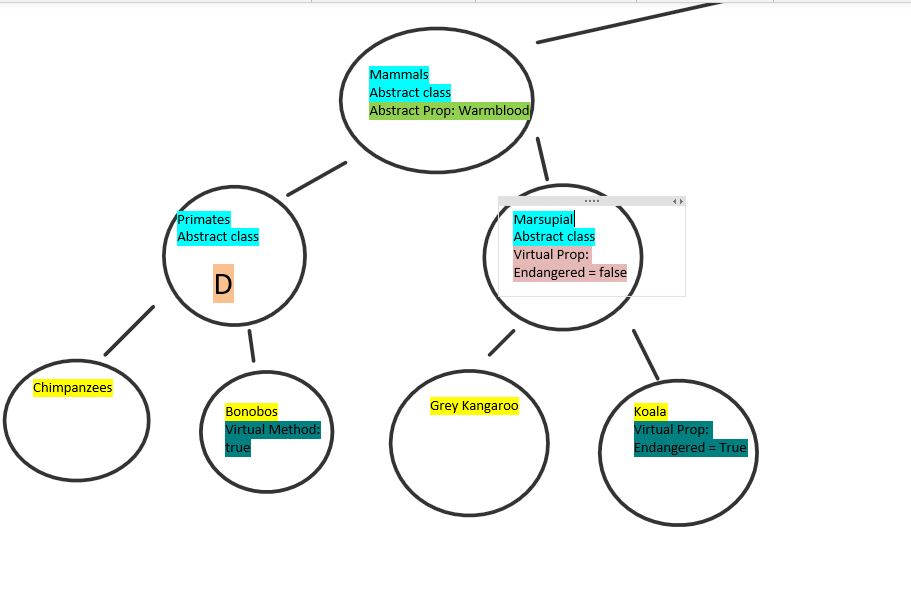 Mammals
Abstract class
Abstract Prop: Warmblood
Primates
Abstract class
D
Marsupial
Abstract class
Virtual Prop:
Endangered = false
Chimpanzees
Bonobos
Virtual Method:
true
Grey Kangaroo
Koala
Virtual Prop:
Endangered = True